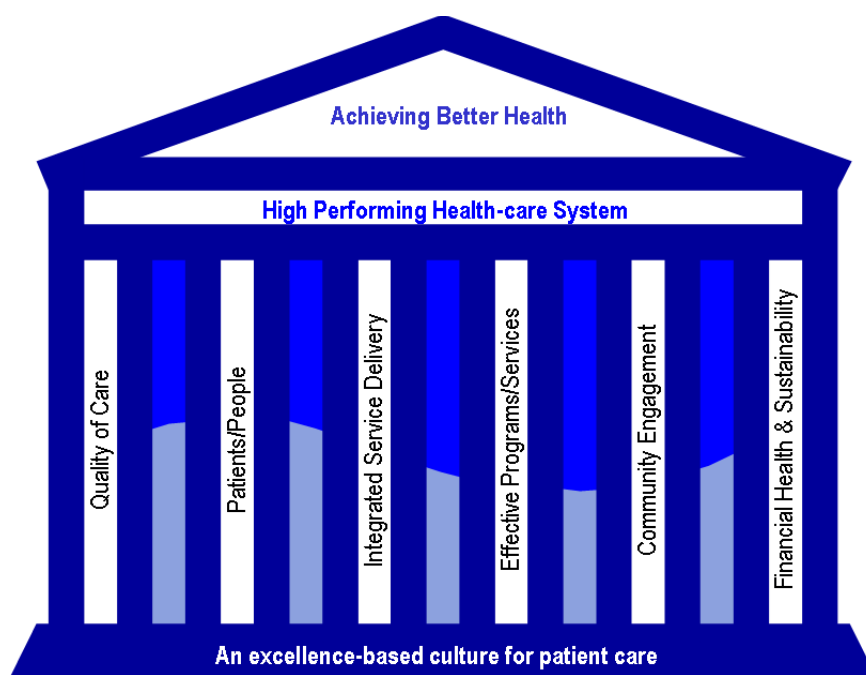 Achieving Better Health
High Performing Health-care System
Quality of Care
Patients/People
Integrated Service Delivery
Effective Programs/Services
Community Engagement
Financial Health & Sustainability
An excellence-based culture for patient care